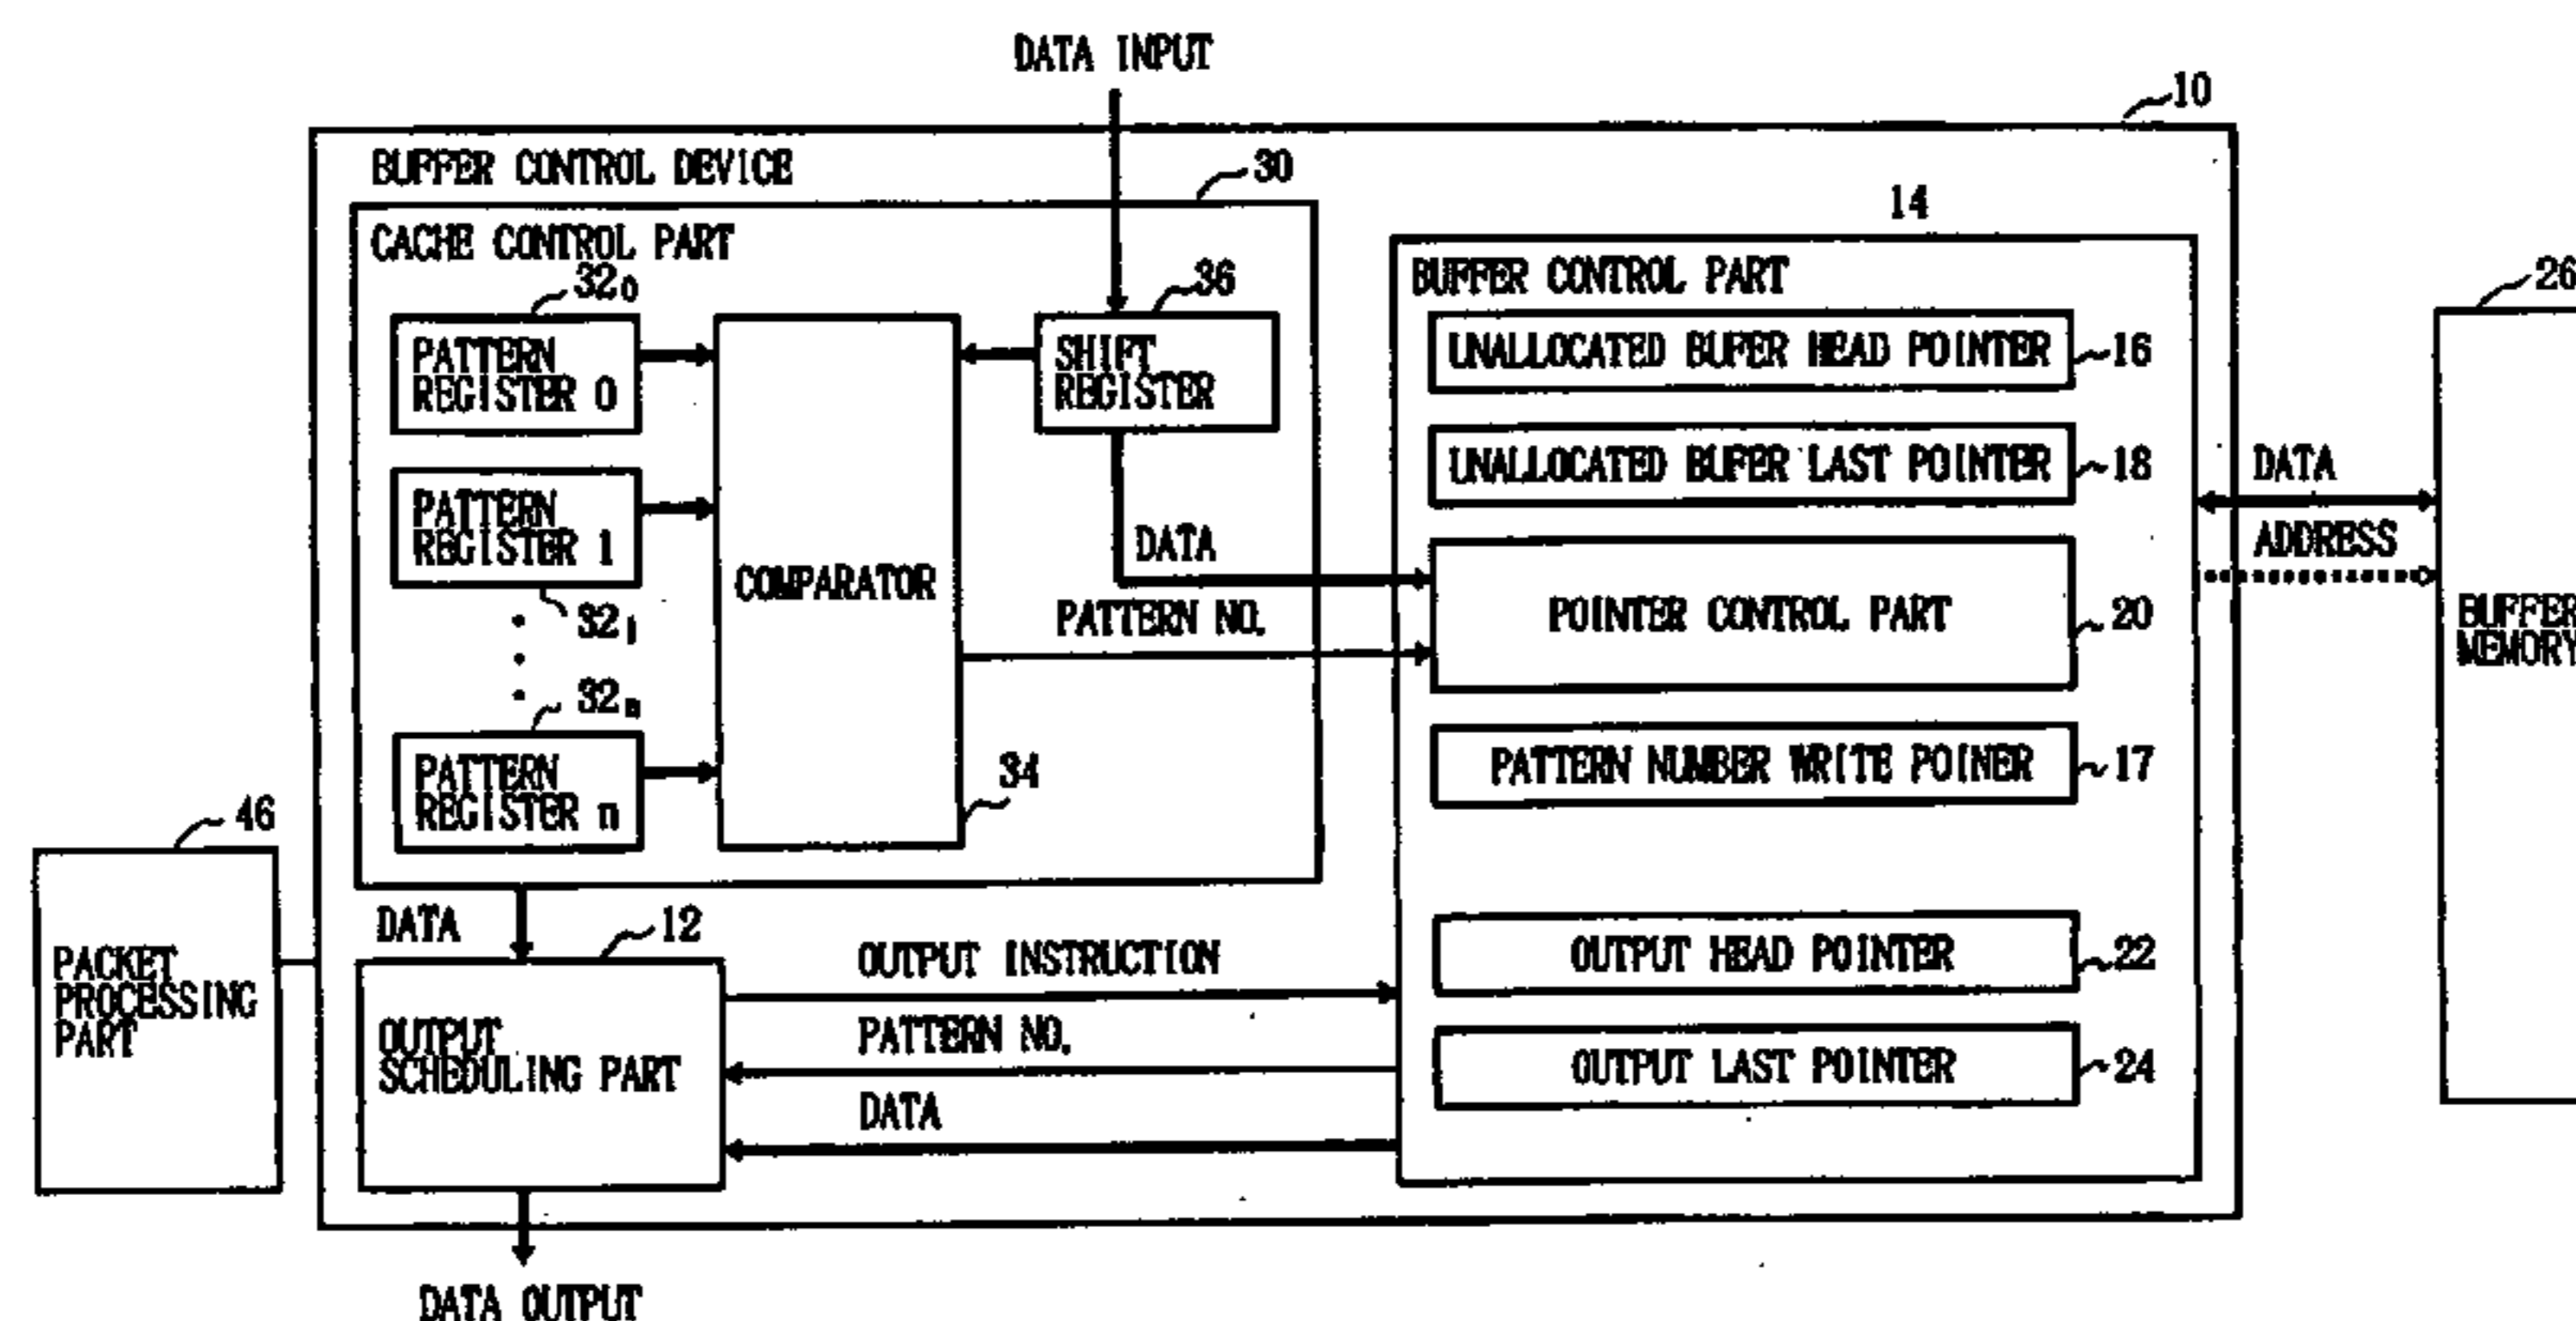 DATA INPUT
10
BUFFER CONTROL DEVICE
30
14
CACHE CONTROL PART
BUFFER CONTROL PART
26
32₀
36
PATTERN
REGISTER 0
SHIFT
REGISTER
UNALLOCATED BUFER HEAD POINTER
16
UNALLOCATED BUFER LAST POINTER
18
DATA
PATTERN
REGISTER 1
32₁
DATA
ADDRESS
COMPARATOR
PATTERN NO.
POINTER CONTROL PART
20
BUFFER
MEMORY
32ₙ
PATTERN
REGISTER n
34
PATTERN NUMBER WRITE POINER
17
46
PACKET
PROCESSING
PART
DATA
12
OUTPUT INSTRUCTION
OUTPUT HEAD POINTER
22
OUTPUT
SCHEDULING PART
PATTERN NO.
OUTPUT LAST POINTER
24
DATA
DATA OUTPUT